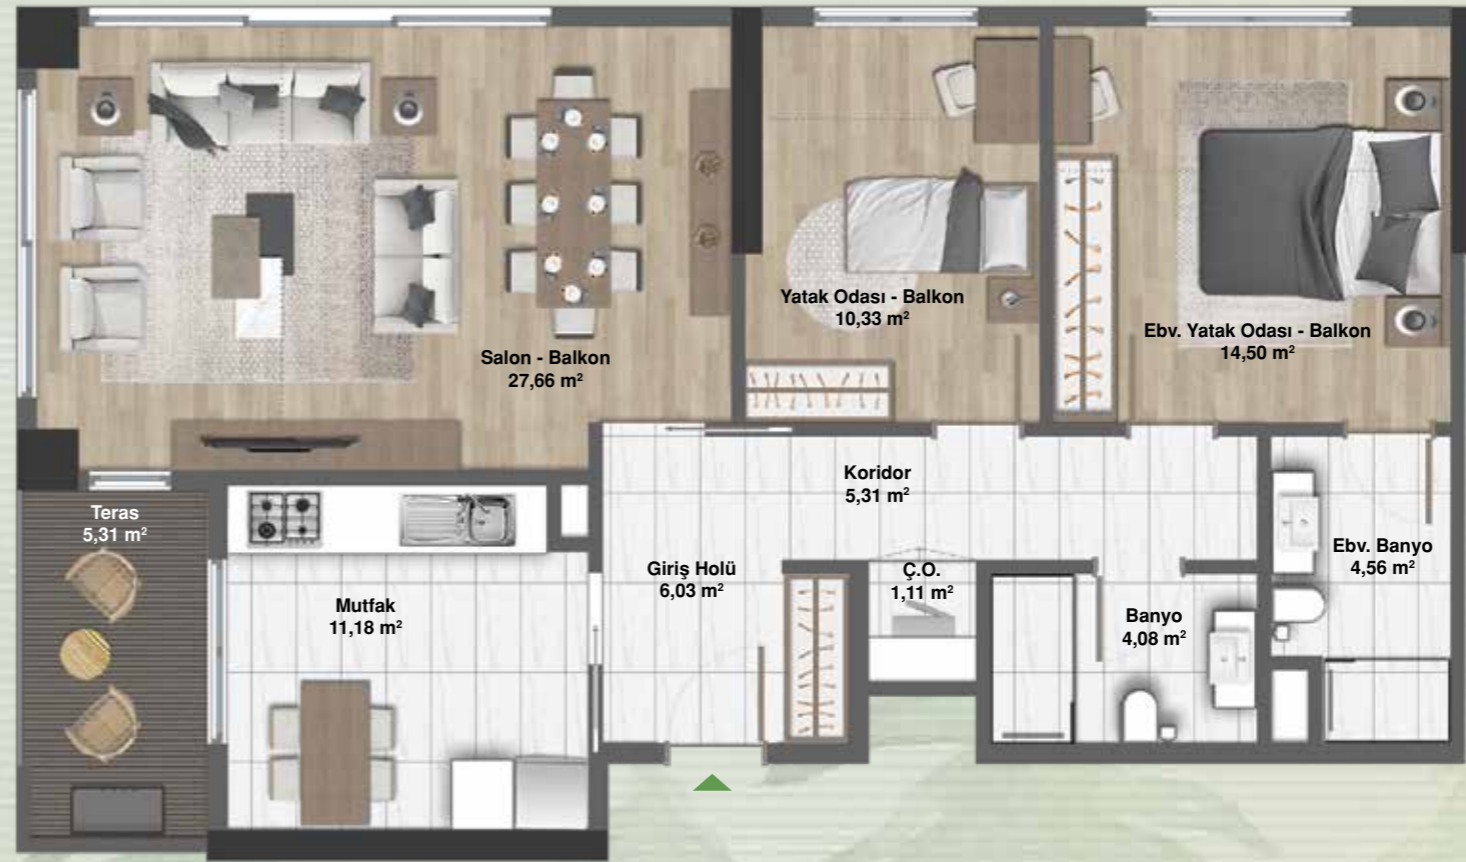 Yatak Odası - Balkon
10,33 m²
Ebv. Yatak Odası - Balkon
14,50 m²
Salon - Balkon
27,66 m²
Koridor
5,31 m²
Teras
5,31 m²
Ebv. Banyo
4,56 m²
Giriş Holü
6,03 m²
Ç.O.
1,11 m²
Mutfak
11,18 m²
Banyo
4,08 m²